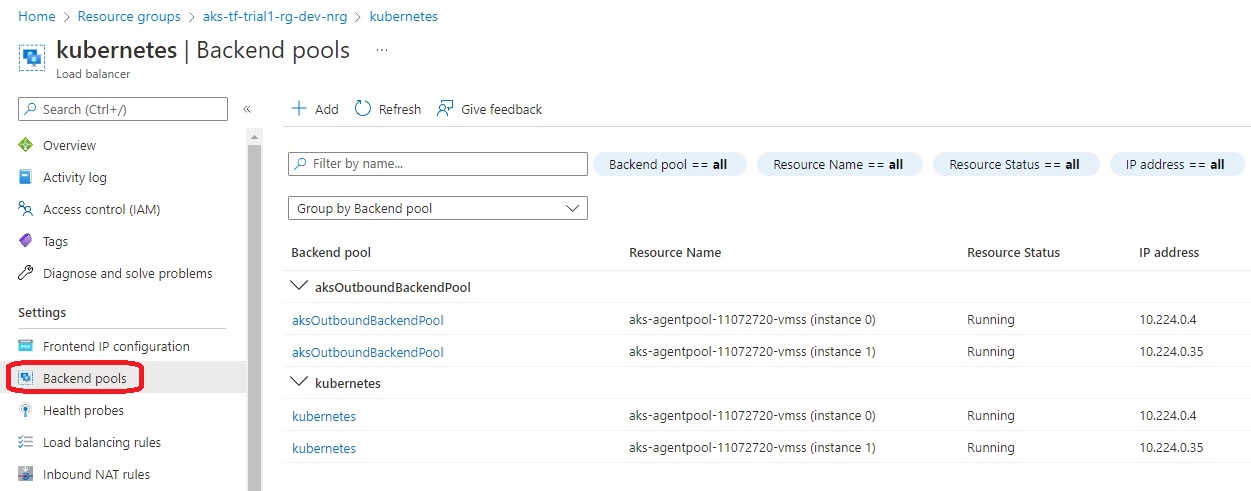 Home > Resource groups > aks-tf-trial1-rg-dev-nrg > kubernetes
kubernetes | Backend pools ...
Load balancer
Search (Ctrl+/) «
Add Refresh Give feedback
Overview
Activity log
Access control (IAM)
Tags
Diagnose and solve problems
Settings
Frontend IP configuration
Backend pools
Health probes
Load balancing rules
Inbound NAT rules
Filter by name... Backend pool == all Resource Name == all Resource Status == all IP address == all
Group by Backend pool
Backend pool Resource Name Resource Status IP address
aksOutboundBackendPool
aksOutboundBackendPool aks-agentpool-11072720-vmss (instance 0) Running 10.224.0.4
aksOutboundBackendPool aks-agentpool-11072720-vmss (instance 1) Running 10.224.0.35
kubernetes
kubernetes aks-agentpool-11072720-vmss (instance 0) Running 10.224.0.4
kubernetes aks-agentpool-11072720-vmss (instance 1) Running 10.224.0.35